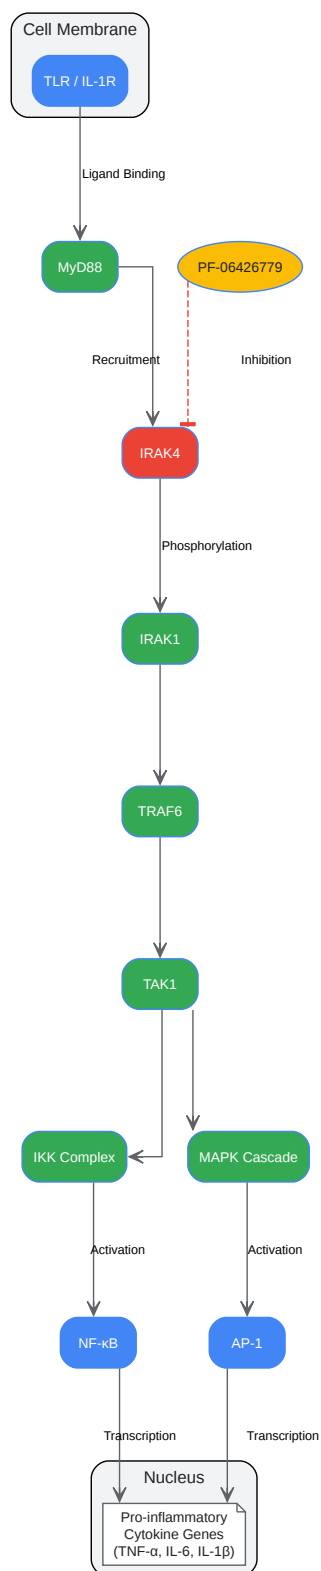 Cell Membrane
TLR / IL-1R
Ligand Binding
MyD88
PF-06426779
Recruitment
Inhibition
IRAK4
Phosphorylation
IRAK1
TRAF6
TAK1
IKK Complex
MAPK Cascade
Activation
Activation
NF-κB
AP-1
Transcription
Transcription
Nucleus
Pro-inflammatory
Cytokine Genes
(TNF-α, IL-6, IL-1β)